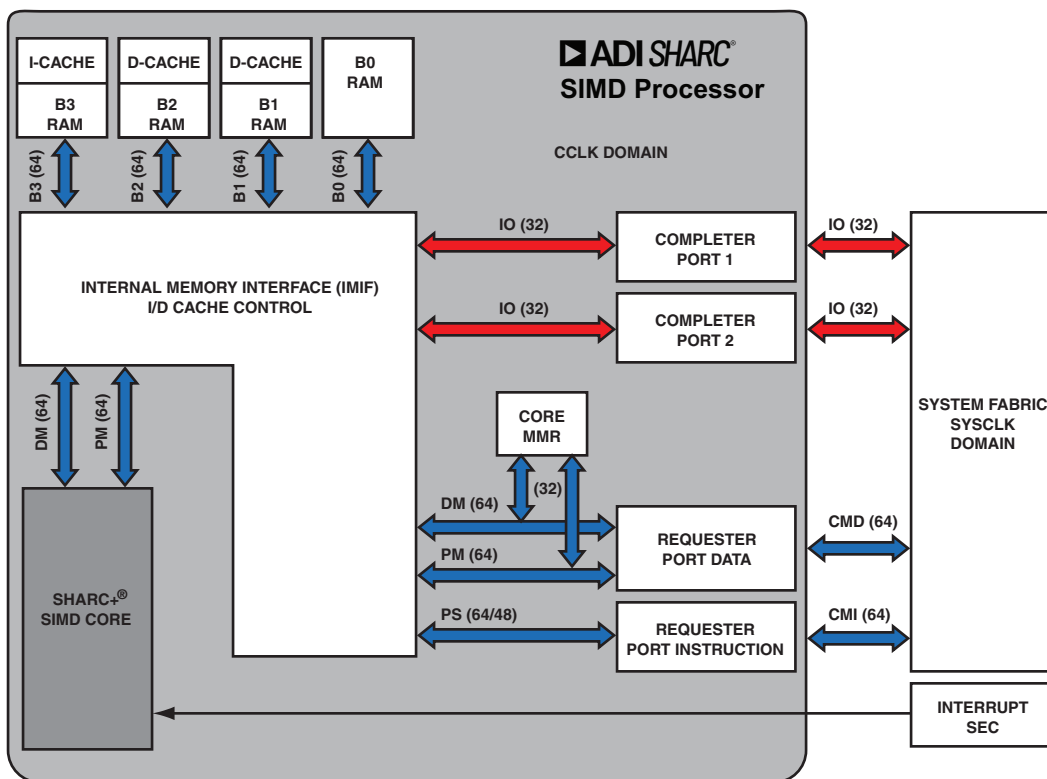 ADI SHARC®
SIMD Processor
CCLK DOMAIN
I-CACHE
B3
RAM
D-CACHE
B2
RAM
D-CACHE
B1
RAM
B0
RAM
B3 (64)
B2 (64)
B1 (64)
B0 (64)
INTERNAL MEMORY INTERFACE (IMIF)
I/D CACHE CONTROL
IO (32)
COMPLETER
PORT 1
IO (32)
IO (32)
COMPLETER
PORT 2
IO (32)
DM (64)
PM (64)
CORE
MMR
(32)
DM (64)
PM (64)
REQUESTER
PORT DATA
CMD (64)
SYSTEM FABRIC
SYSCLK
DOMAIN
SHARC+®
SIMD CORE
PS (64/48)
REQUESTER
PORT INSTRUCTION
CMI (64)
INTERRUPT
SEC